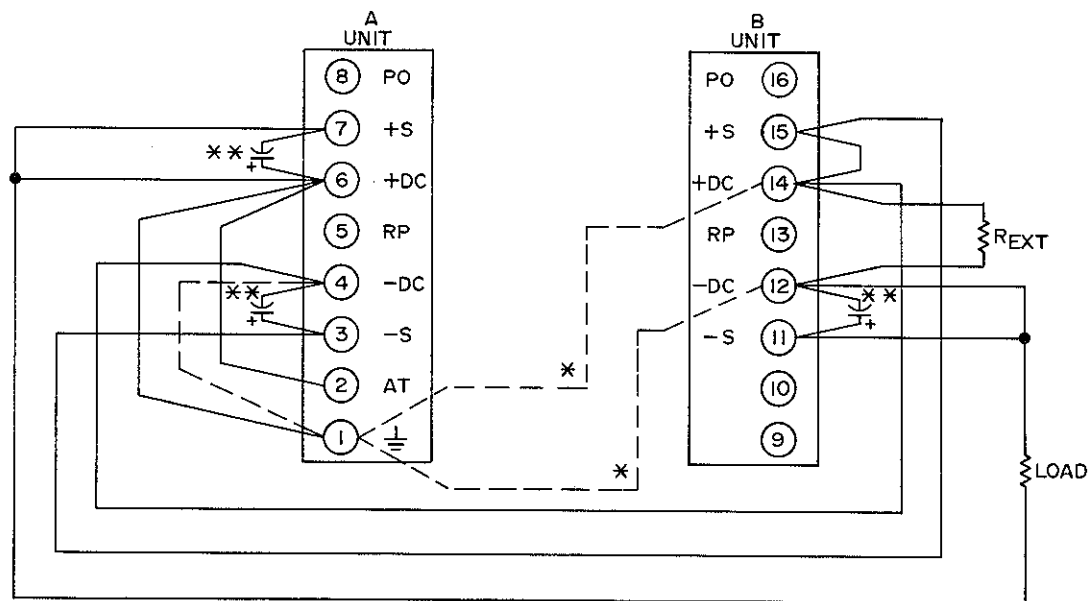 A
UNIT
8 PO
7 +S
**
+
6 +DC
5 RP
4 -DC
**
+
3 -S
2 AT
1
*
*
B
UNIT
PO 16
+S 15
+DC 14
RP 13
-DC 12
**
+
-S 11
10
9
REXT
LOAD